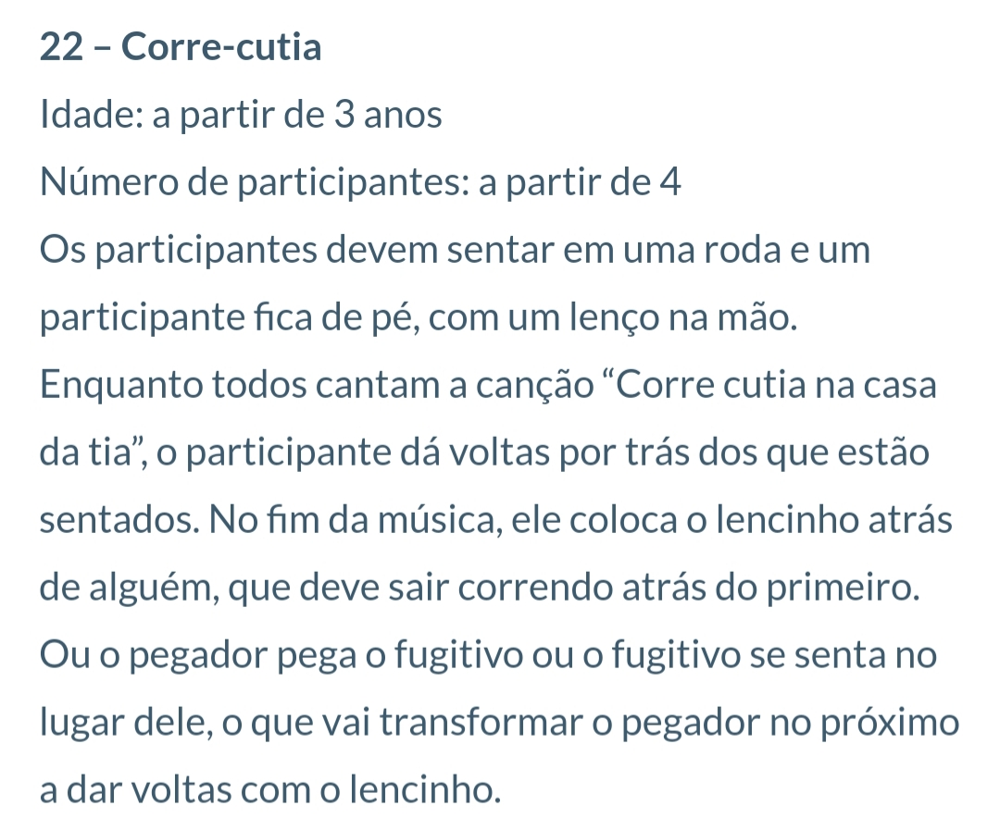 22 – Corre-cutia
Idade: a partir de 3 anos
Número de participantes: a partir de 4
Os participantes devem sentar em uma roda e um
participante fica de pé, com um lenço na mão.
Enquanto todos cantam a canção “Corre cutia na casa
da tia”, o participante dá voltas por trás dos que estão
sentados. No fim da música, ele coloca o lencinho atrás
de alguém, que deve sair correndo atrás do primeiro.
Ou o pegador pega o fugitivo ou o fugitivo se senta no
lugar dele, o que vai transformar o pegador no próximo
a dar voltas com o lencinho.